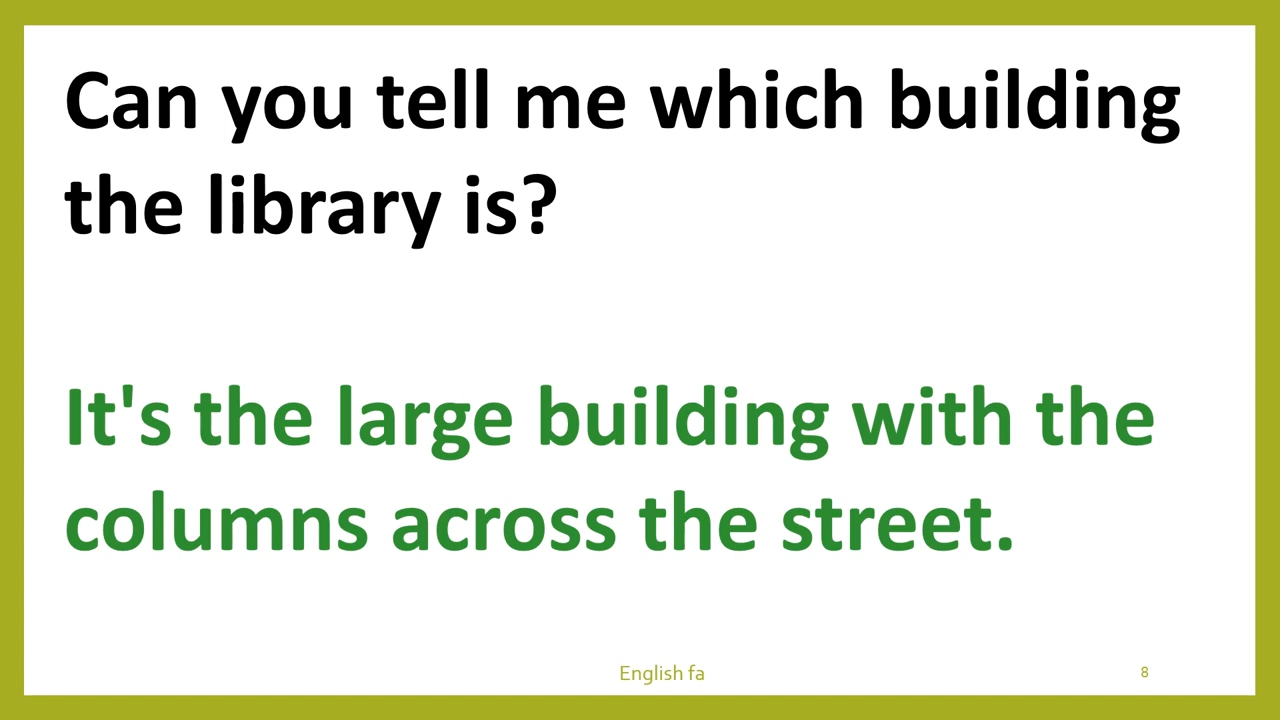 Can you tell me which building
the library is?
It's the large building with the
columns across the street.
English fa
8